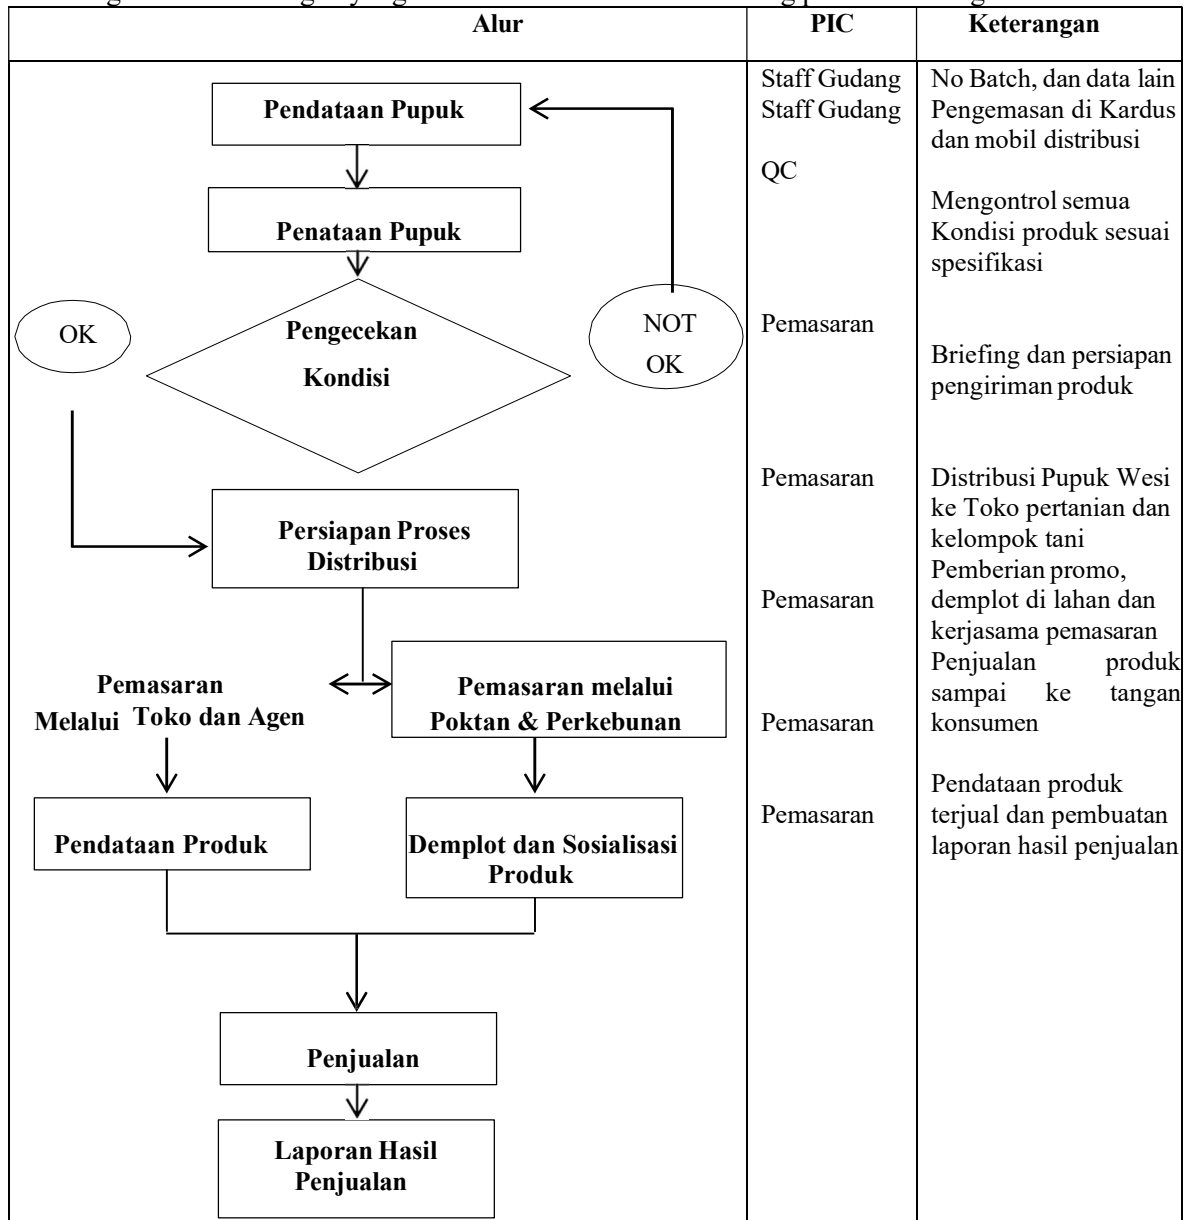 Alur
PIC
Keterangan
Pendataan Pupuk
Penataan Pupuk
OK
Pengecekan
Kondisi
NOT
OK
Persiapan Proses
Distribusi
Pemasaran
Melalui Toko dan Agen
Pemasaran melalui
Poktan & Perkebunan
Pendataan Produk
Demplot dan Sosialisasi
Produk
Penjualan
Laporan Hasil
Penjualan
Staff Gudang
Staff Gudang
QC
Pemasaran
Pemasaran
Pemasaran
Pemasaran
Pemasaran
No Batch, dan data lain
Pengemasan di Kardus
dan mobil distribusi
Mengontrol semua
Kondisi produk sesuai
spesifikasi
Briefing dan persiapan
pengiriman produk
Distribusi Pupuk Wesi
ke Toko pertanian dan
kelompok tani
Pemberian promo,
demplot di lahan dan
kerjasama pemasaran
Penjualan produk
sampai ke tangan
konsumen
Pendataan produk
terjual dan pembuatan
laporan hasil penjualan